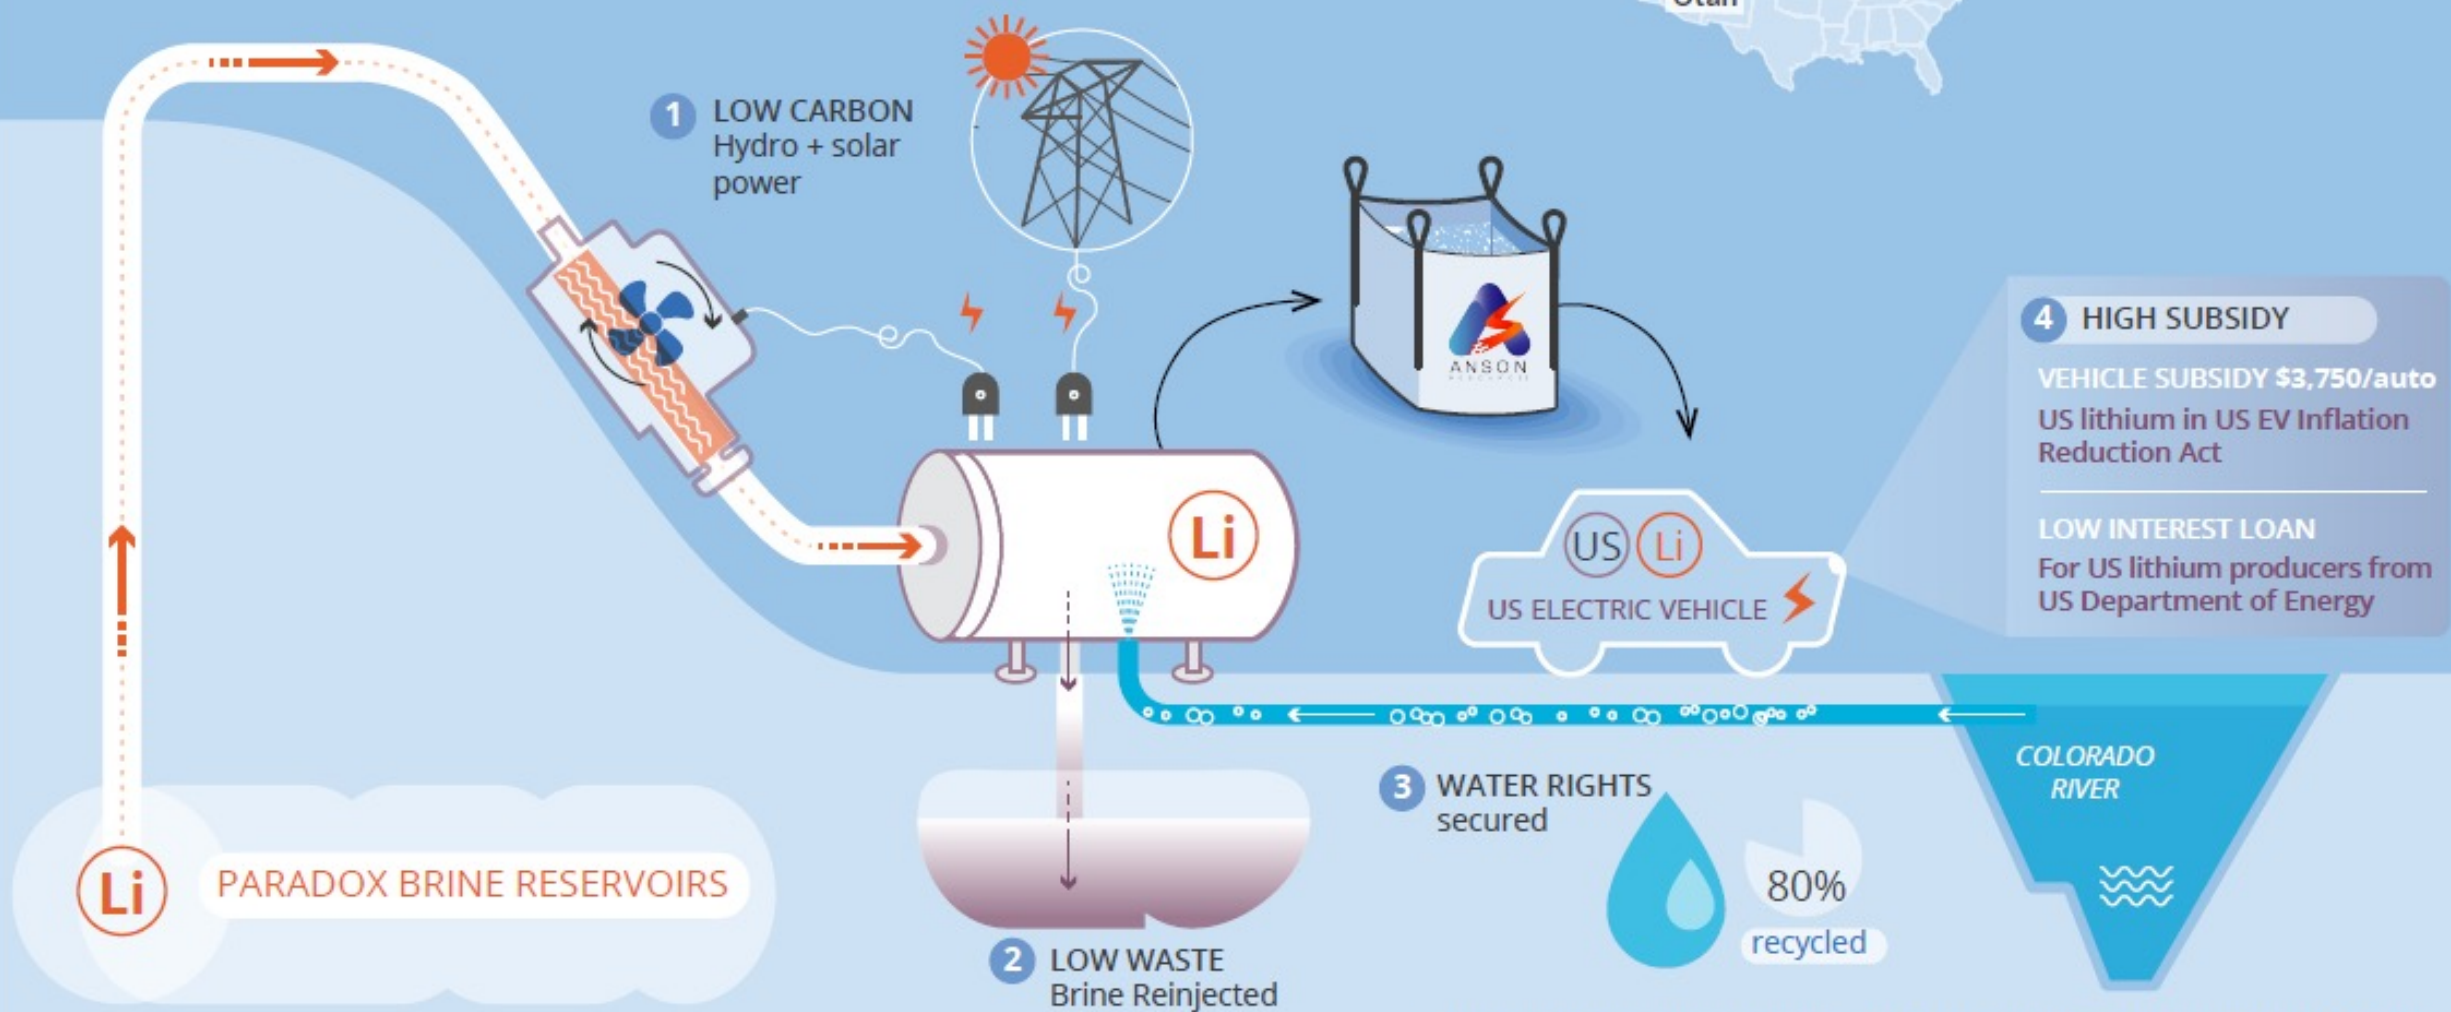 Utah
1
LOW CARBON
Hydro + solar
power
ANSON
4
HIGH SUBSIDY
VEHICLE SUBSIDY $3,750/auto
US lithium in US EV Inflation
Reduction Act
LOW INTEREST LOAN
For US lithium producers from
US Department of Energy
Li
US Li
US ELECTRIC VEHICLE
COLORADO
RIVER
3
WATER RIGHTS
secured
80%
recycled
Li
PARADOX BRINE RESERVOIRS
2
LOW WASTE
Brine Reinjected